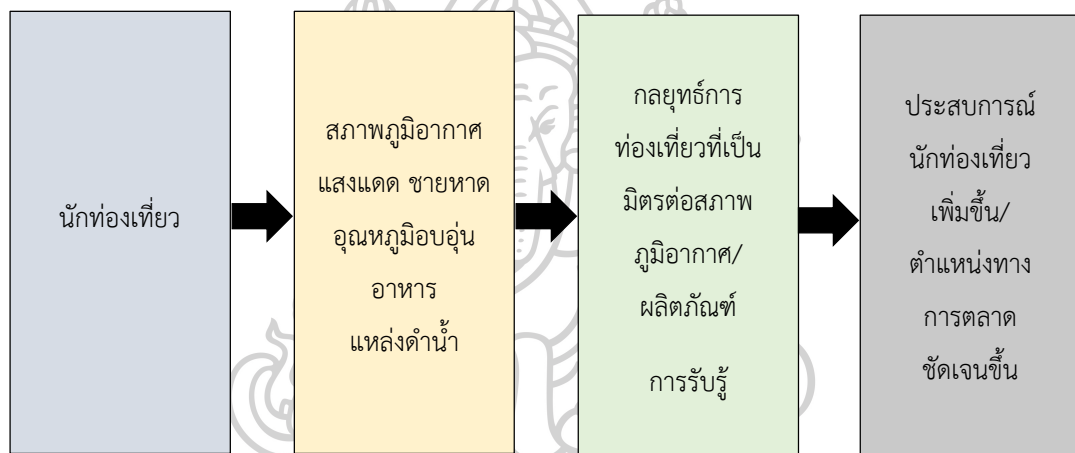 นักท่องเที่ยว
สภาพภูมิอากาศ
แสงแดด ชายหาด
อุณหภูมิอบอุ่น
อาหาร
แหล่งดำน้ำ
กลยุทธ์การ
ท่องเที่ยวที่เป็น
มิตรต่อสภาพ
ภูมิอากาศ/
ผลิตภัณฑ์
การรับรู้
ประสบการณ์
นักท่องเที่ยว
เพิ่มขึ้น/
ตำแหน่งทาง
การตลาด
ชัดเจนขึ้น